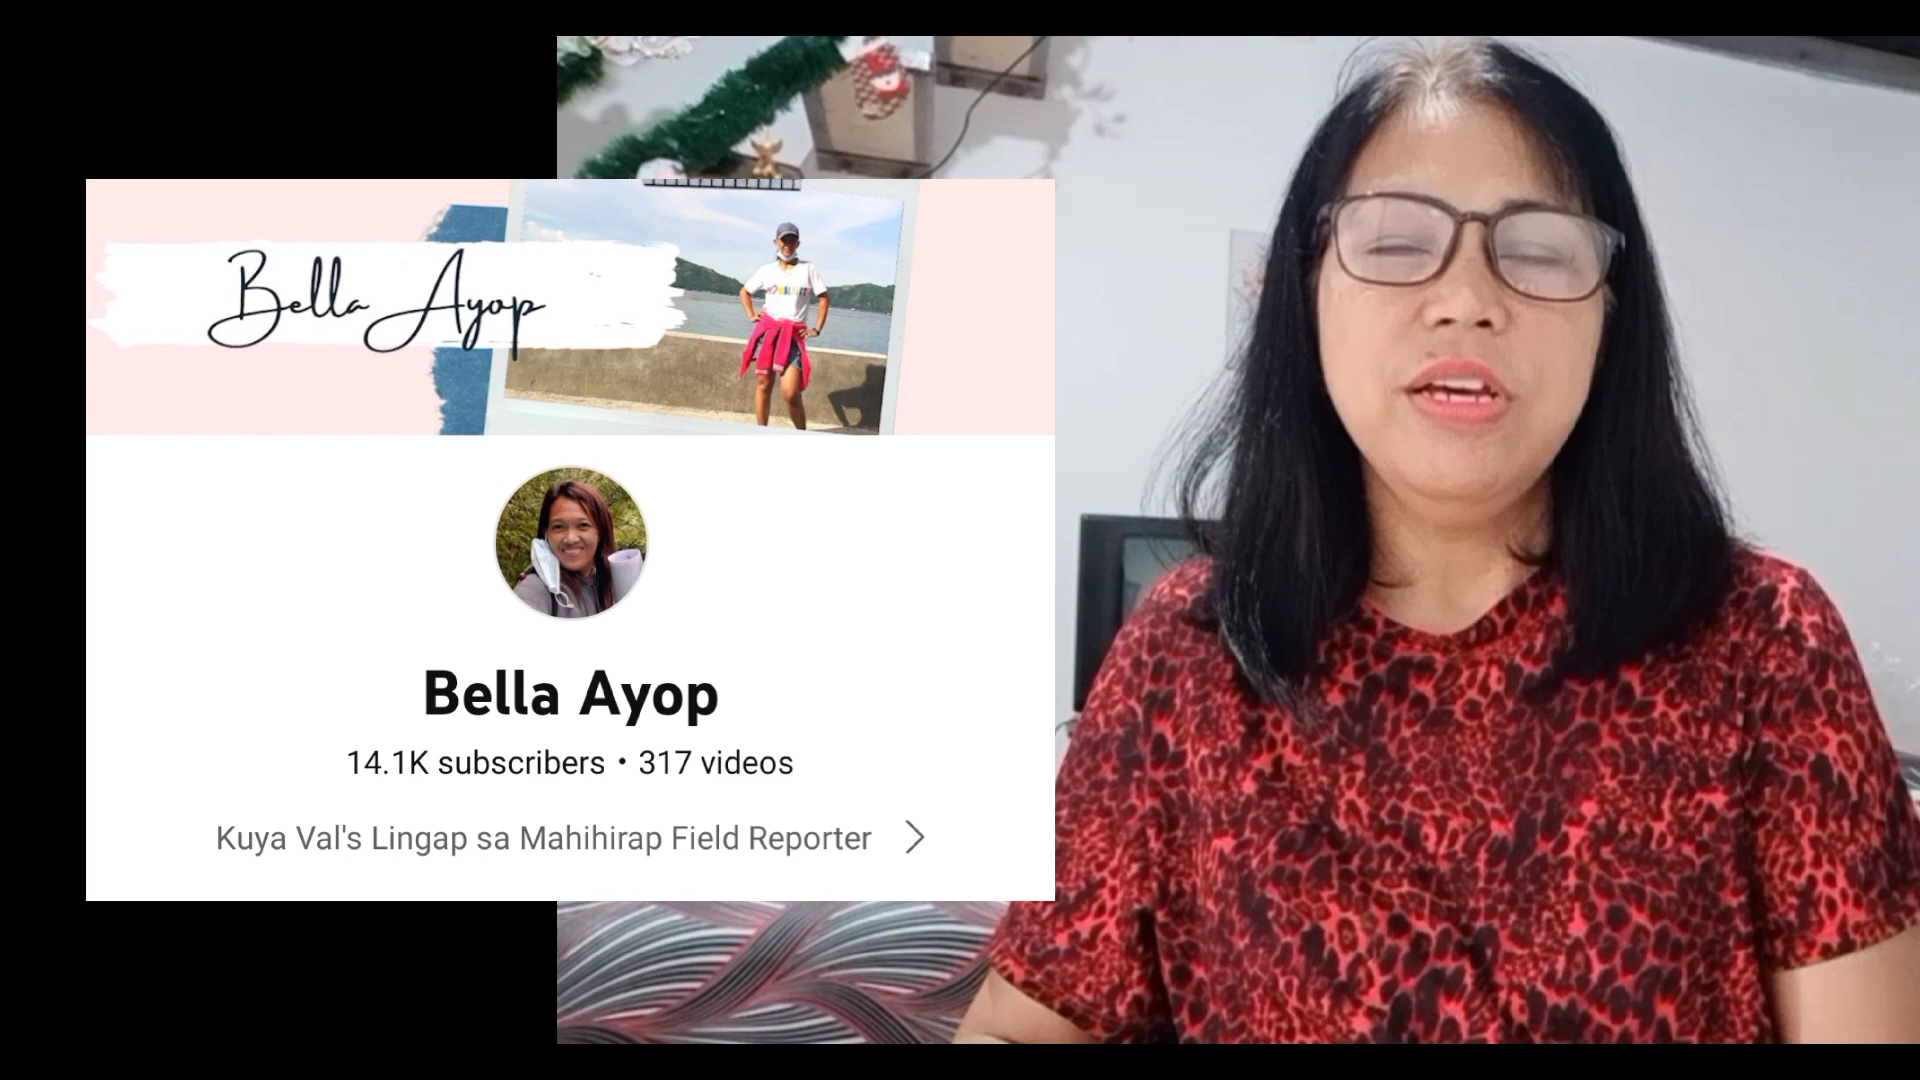 Bella Ayop
Bella Ayop
14.1K subscribers • 317 videos
Kuya Val's Lingap sa Mahihirap Field Reporter